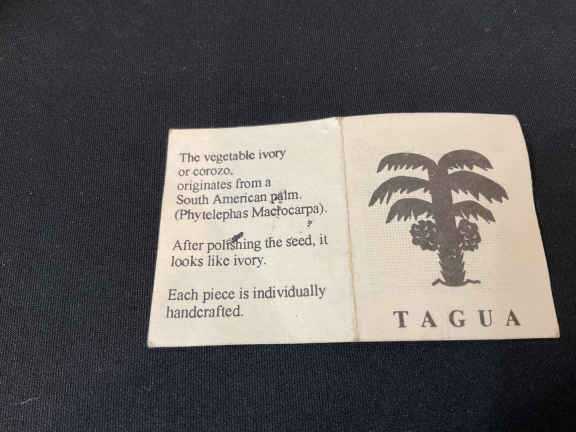 The vegetable ivory
or corozo,
originates from a
South American palm.
(Phytelephas Macrocarpa).
After polishing the seed, it
looks like ivory.
Each piece is individually
handcrafted.
TAGUA